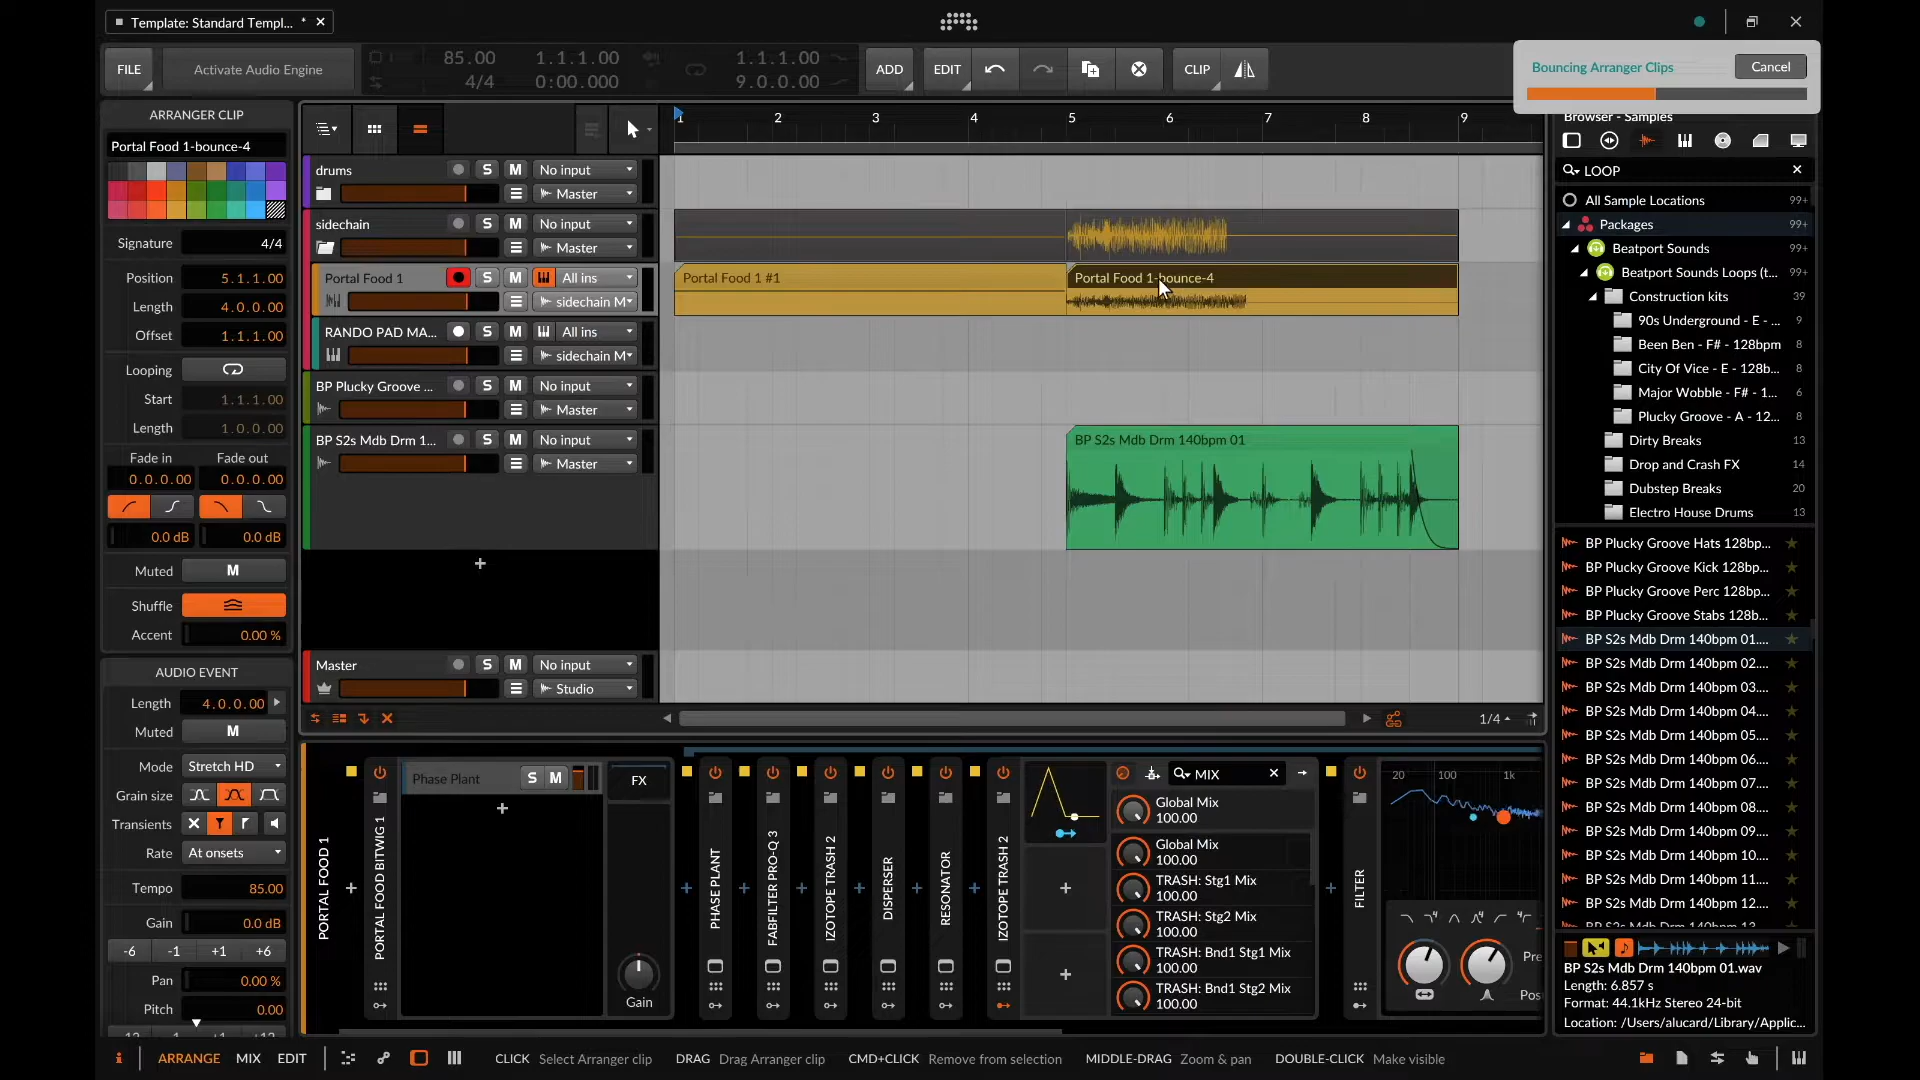 Template: Standard Templ... *
FILE
Activate Audio Engine
85.00
4/4
1.1.1.00
0:00.000
1.1.1.00
9.0.0.00
ADD
EDIT
CLIP
Bouncing Arranger Clips
Cancel
ARRANGER CLIP
Portal Food 1-bounce-4
Signature 4/4
Position 5.1.1.00
Length 4.0.0.00
Offset 1.1.1.00
Looping
Start 1.1.1.00
Length 1.0.0.00
Fade in Fade out
0.0.0.00 0.0.0.00
0.0 dB 0.0 dB
Muted M
Shuffle
Accent 0.00 %
AUDIO EVENT
Length 4.0.0.00
Muted M
Mode Stretch HD
Grain size
Transients
Rate At onsets
Tempo 85.00
Gain 0.0 dB
-6 -1 +1 +6
Pan 0.00 %
Pitch 0.00
1 2 3 4 5 6 7 8 9
drums S M No input
Master
sidechain S M No input
Master
Portal Food 1 S M All ins
sidechain M
RANDO PAD MA... S M All ins
sidechain M
BP Plucky Groove ... S M No input
Master
BP S2s Mdb Drm 1... S M No input
Master
Master S M No input
Studio
Portal Food 1 #1
Portal Food 1-bounce-4
BP S2s Mdb Drm 140bpm 01
1/4
PORTAL FOOD 1
PORTAL FOOD BITWIG 1
Phase Plant S M
FX
Gain
PHASE PLANT
FABFILTER PRO-Q 3
IZOTOPE TRASH 2
DISPERSER
RESONATOR
IZOTOPE TRASH 2
MIX
Global Mix
100.00
Global Mix
100.00
TRASH: Stg1 Mix
100.00
TRASH: Stg2 Mix
100.00
TRASH: Bnd1 Stg1 Mix
100.00
TRASH: Bnd1 Stg2 Mix
100.00
FILTER
20 100 1k
Pre
Pos
Browser - Samples
LOOP
All Sample Locations 99+
Packages 99+
Beatport Sounds 99+
Beatport Sounds Loops (t... 99+
Construction kits 39
90s Underground - E - ... 9
Been Ben - F# - 128bpm 8
City Of Vice - E - 128b... 8
Major Wobble - F# - 1... 6
Plucky Groove - A - 12... 8
Dirty Breaks 13
Drop and Crash FX 14
Dubstep Breaks 20
Electro House Drums 13
BP Plucky Groove Hats 128bp...
BP Plucky Groove Kick 128bp...
BP Plucky Groove Perc 128bp...
BP Plucky Groove Stabs 128b...
BP S2s Mdb Drm 140bpm 01....
BP S2s Mdb Drm 140bpm 02....
BP S2s Mdb Drm 140bpm 03....
BP S2s Mdb Drm 140bpm 04....
BP S2s Mdb Drm 140bpm 05....
BP S2s Mdb Drm 140bpm 06....
BP S2s Mdb Drm 140bpm 07....
BP S2s Mdb Drm 140bpm 08....
BP S2s Mdb Drm 140bpm 09....
BP S2s Mdb Drm 140bpm 10....
BP S2s Mdb Drm 140bpm 11....
BP S2s Mdb Drm 140bpm 12....
BP S2s Mdb Drm 140bpm 13....
BP S2s Mdb Drm 140bpm 01.wav
Length: 6.857 s
Format: 44.1kHz Stereo 24-bit
Location: /Users/alucard/Library/Applic...
i ARRANGE MIX EDIT
CLICK Select Arranger clip DRAG Drag Arranger clip CMD+CLICK Remove from selection MIDDLE-DRAG Zoom & pan DOUBLE-CLICK Make visible